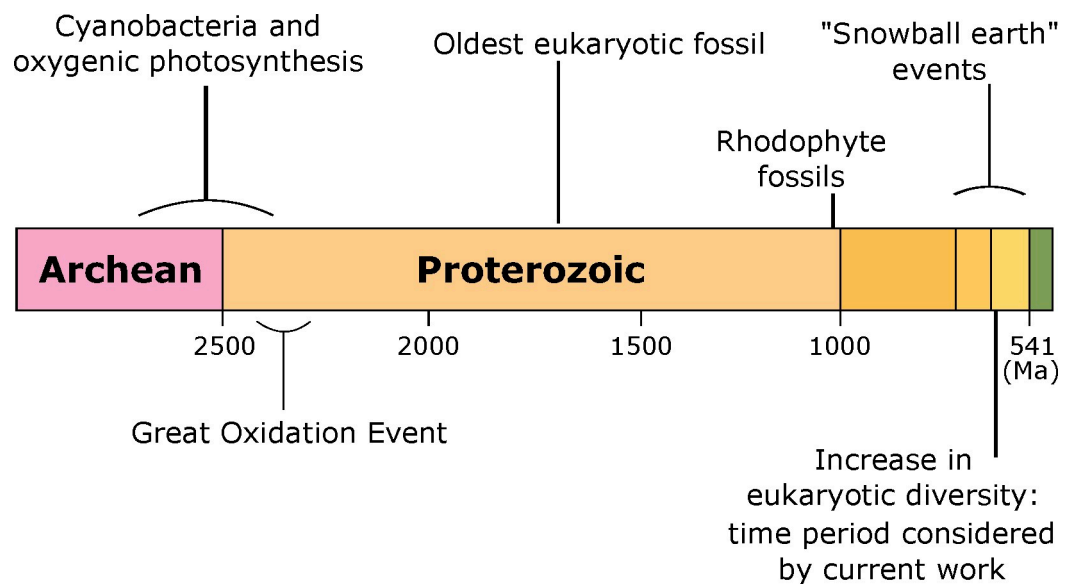 Cyanobacteria and
oxygenic photosynthesis
Oldest eukaryotic fossil
"Snowball earth"
events
Rhodophyte
fossils
Archean
Proterozoic
2500
2000
1500
1000
541
(Ma)
Great Oxidation Event
Increase in
eukaryotic diversity:
time period considered
by current work